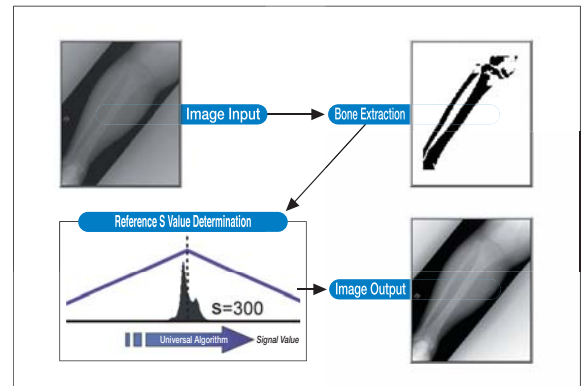 Image Input
Bone Extraction
Reference S Value Determination
s=300
Universal Algorithm
Signal Value
Image Output